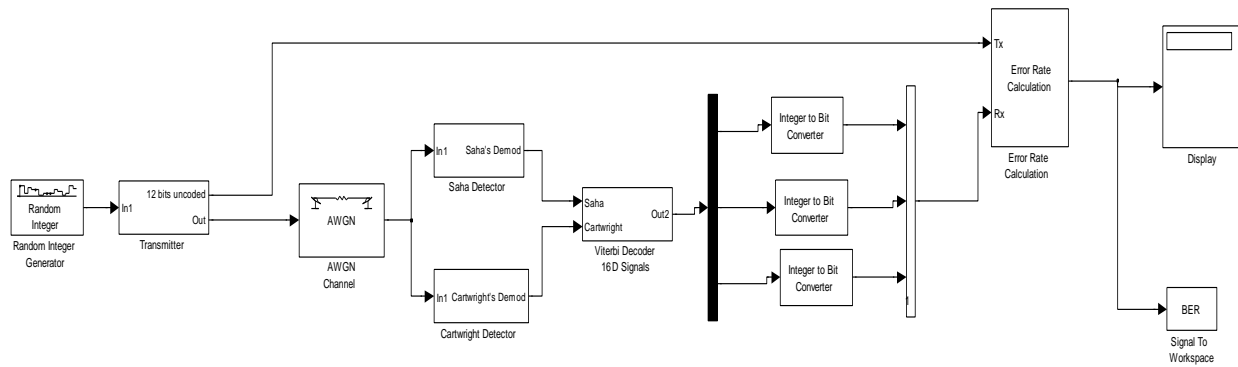 Tx
Error Rate
Calculation
Rx
Error Rate
Calculation
Display
Integer to Bit
Converter
In1
Saha's Demod
Saha Detector
Random
Integer
Random Integer
Generator
In1
12 bits uncoded
Out
Transmitter
AWGN
AWGN
Channel
Saha
Cartwright
Out2
Viterbi Decoder
16D Signals
Integer to Bit
Converter
Integer to Bit
Converter
In1
Cartwright's Demod
Cartwright Detector
1
BER
Signal To
Workspace